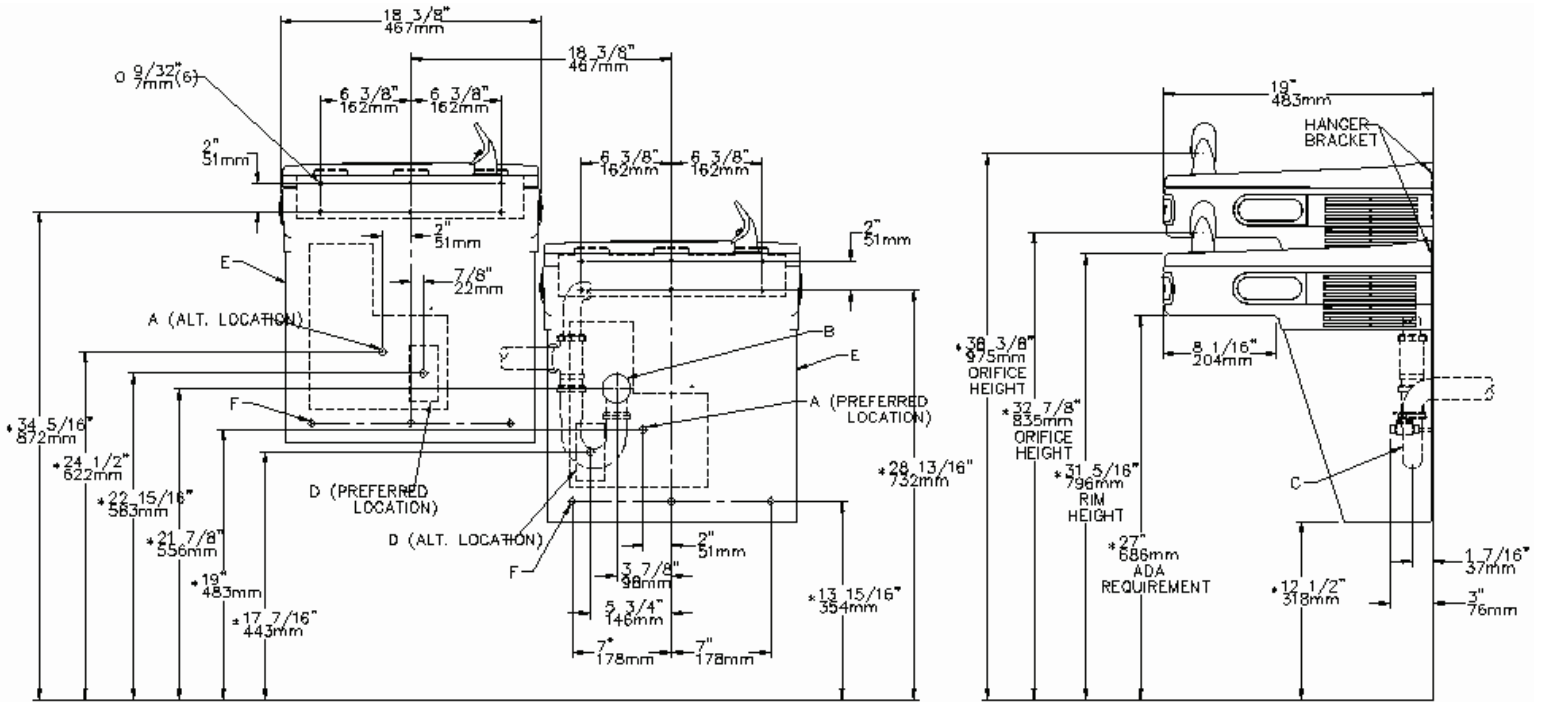 18 3/8"
467mm
18 3/8"
467mm
O 9/32"
7mm(6)
6 3/8"
162mm
6 3/8"
162mm
2"
51mm
6 3/8"
162mm
6 3/8"
162mm
2"
51mm
2"
51mm
E
7/8"
22mm
A (ALT. LOCATION)
B
E
A (PREFERRED
LOCATION)
F
*34 5/16"
872mm
*24 1/2"
622mm
*22 15/16"
583mm
*21 7/8"
556mm
*19"
483mm
*17 7/16"
443mm
D (PREFERRED
LOCATION)
D (ALT. LOCATION)
F
2"
51mm
3 7/8"
98mm
5 3/4"
146mm
7"
178mm
7"
178mm
*28 13/16"
732mm
*13 15/16"
354mm
19"
483mm
HANGER
BRACKET
8 1/16"
204mm
*38 3/8"
975mm
ORIFICE
HEIGHT
*32 7/8"
835mm
ORIFICE
HEIGHT
*31 5/16"
796mm
RIM
HEIGHT
*27"
686mm
ADA
REQUIREMENT
C
*12 1/2"
318mm
1 7/16"
37mm
3"
76mm